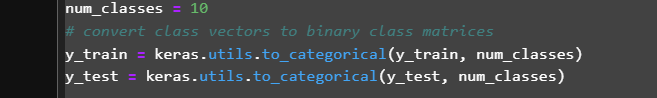 num_classes = 10
# convert class vectors to binary class matrices
y_train = keras.utils.to_categorical(y_train, num_classes)
y_test = keras.utils.to_categorical(y_test, num_classes)